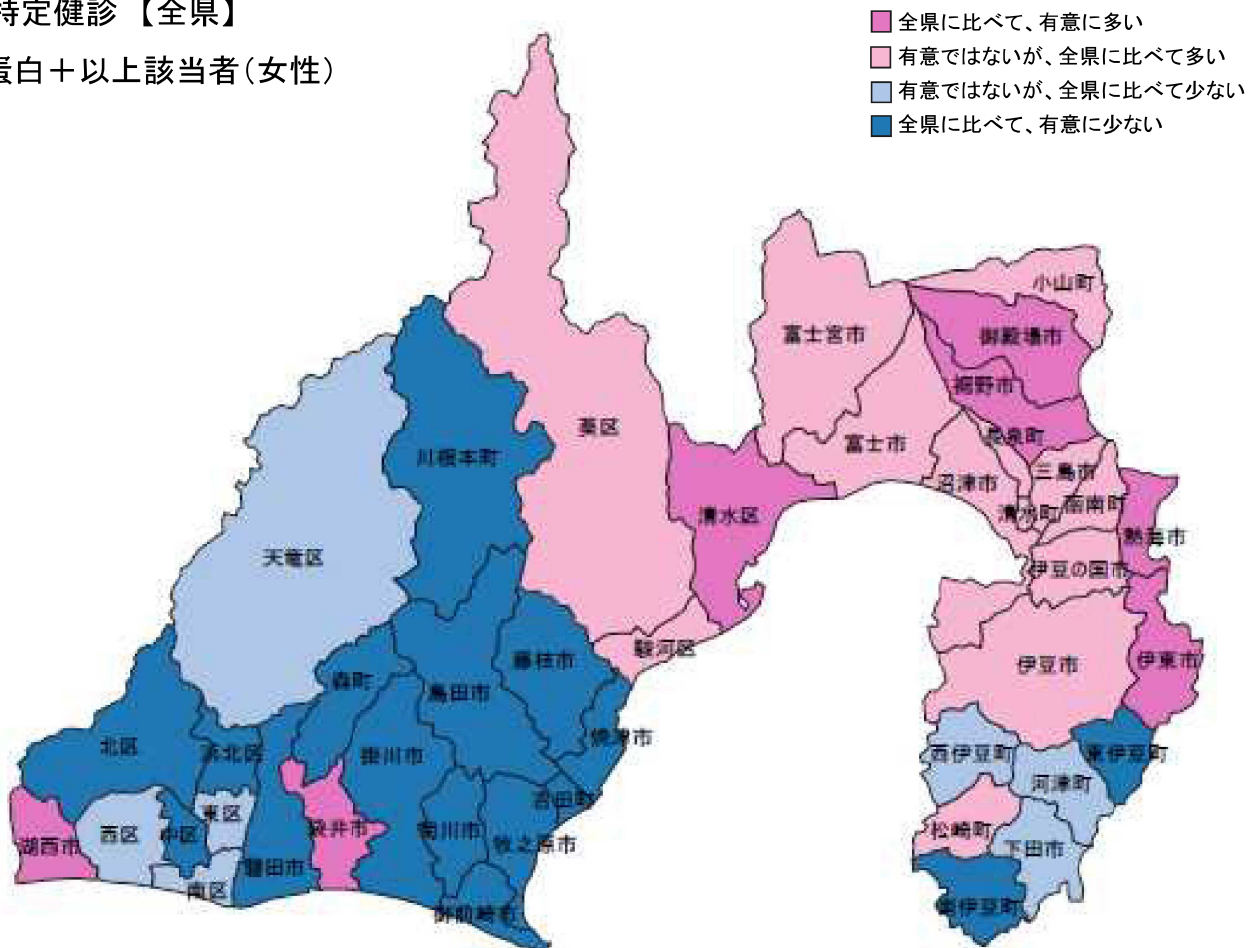 特定健診 【全県】
蛋白＋以上該当者(女性)
全県に比べて、有意に多い
有意ではないが、全県に比べて多い
有意ではないが、全県に比べて少ない
全県に比べて、有意に少ない
小山町
御殿場市
富士宮市
裾野市
長泉町
富士市
葵区
川根本町
三島市
沼津市
函南町
清水町
清水区
熱海市
天竜区
伊豆の国市
駿河区
藤枝市
伊豆市
伊東市
森町
島田市
焼津市
北区
浜北区
掛川市
西伊豆町
東伊豆町
河津町
吉田町
東区
袋井市
菊川市
松崎町
湖西市
西区
中区
牧之原市
下田市
磐田市
南区
御前崎市
南伊豆町